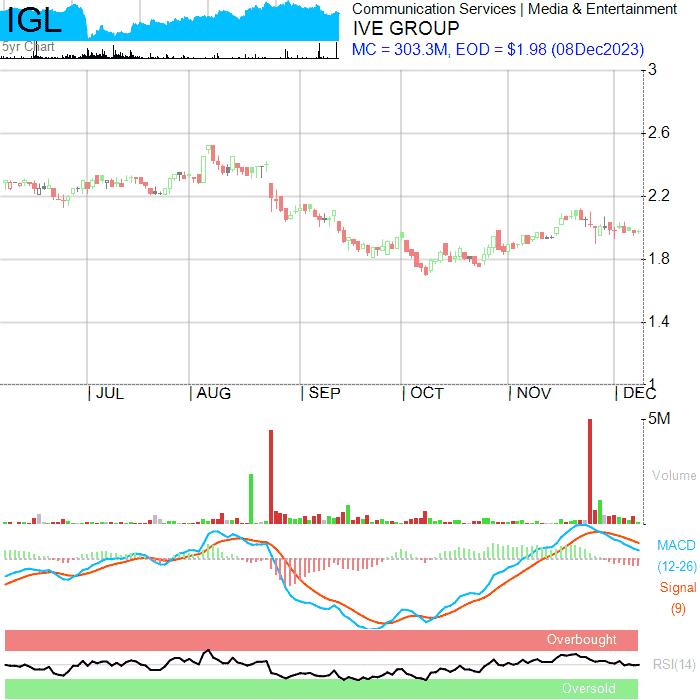 IGL
5yr Chart
Communication Services | Media & Entertainment
IVE GROUP
MC = 303.3M, EOD = $1.98 (08Dec2023)
3
2.6
2.2
1.8
1.4
1
JUL AUG SEP OCT NOV DEC
5M
Volume
MACD
(12-26)
Signal
(9)
Overbought
RSI(14)
Oversold